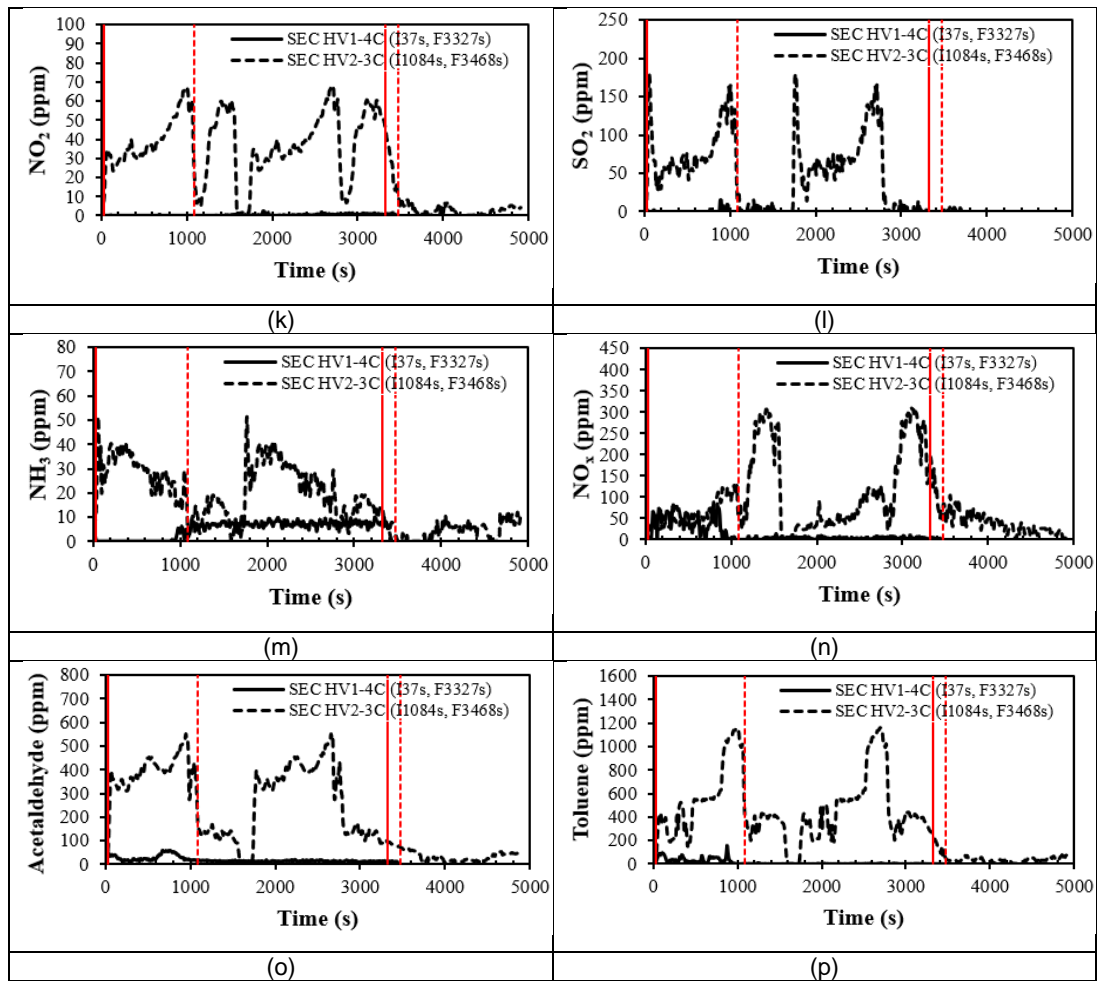 NO₂ (ppm)
100
90
80
70
60
50
40
30
20
10
0
SEC HV1-4C (I37s, F3327s)
SEC HV2-3C (I1084s, F3468s)
0 1000 2000 3000 4000 5000
Time (s)
SO₂ (ppm)
250
200
150
100
50
0
SEC HV1-4C (I37s, F3327s)
SEC HV2-3C (I1084s, F3468s)
0 1000 2000 3000 4000 5000
Time (s)
(k)
(l)
NH₃ (ppm)
80
70
60
50
40
30
20
10
0
SEC HV1-4C (I37s, F3327s)
SEC HV2-3C (I1084s, F3468s)
0 1000 2000 3000 4000 5000
Time (s)
NOₓ (ppm)
450
400
350
300
250
200
150
100
50
0
SEC HV1-4C (I37s, F3327s)
SEC HV2-3C (I1084s, F3468s)
0 1000 2000 3000 4000 5000
Time (s)
(m)
(n)
Acetaldehyde (ppm)
800
700
600
500
400
300
200
100
0
SEC HV1-4C (I37s, F3327s)
SEC HV2-3C (I1084s, F3468s)
0 1000 2000 3000 4000 5000
Time (s)
Toluene (ppm)
1600
1400
1200
1000
800
600
400
200
0
SEC HV1-4C (I37s, F3327s)
SEC HV2-3C (I1084s, F3468s)
0 1000 2000 3000 4000 5000
Time (s)
(o)
(p)